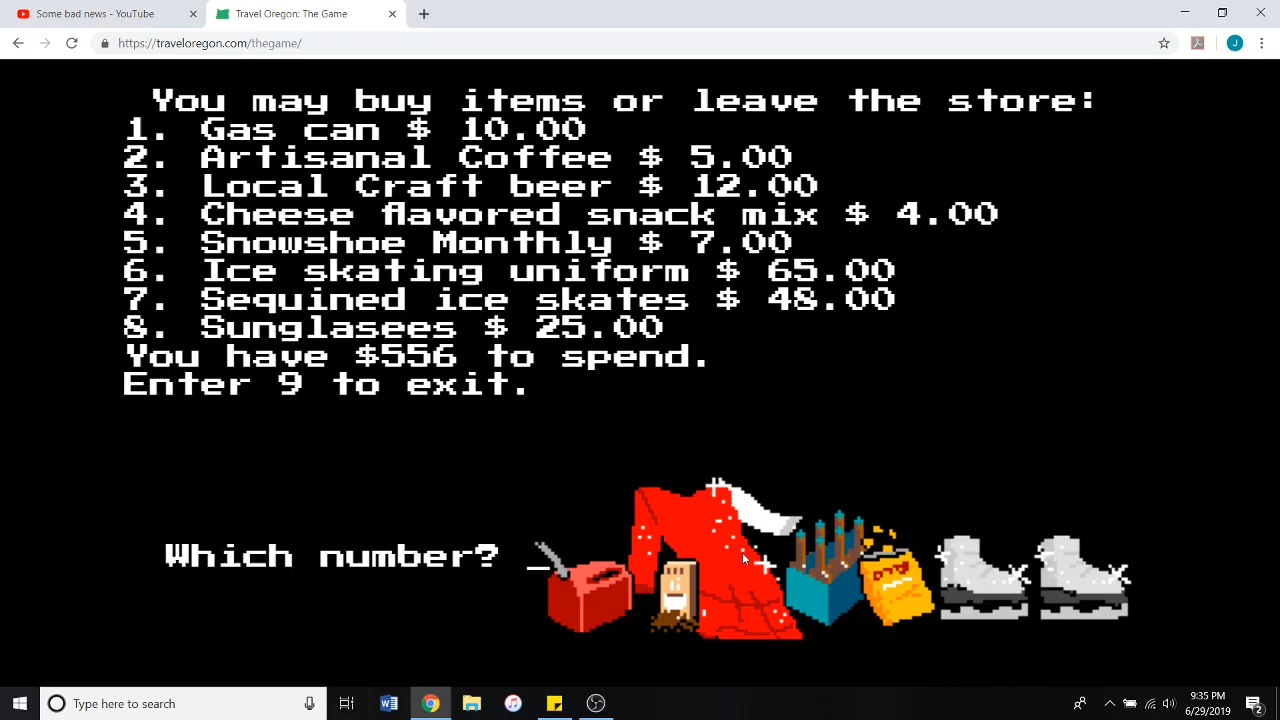 Some bad news - YouTube
Travel Oregon: The Game
https://traveloregon.com/thegame/
J
You may buy items or leave the store:
1. Gas can $ 10.00
2. Artisanal Coffee $ 5.00
3. Local Craft beer $ 12.00
4. Cheese flavored snack mix $ 4.00
5. Snowshoe Monthly $ 7.00
6. Ice skating uniform $ 65.00
7. Sequined ice skates $ 48.00
8. Sunglasees $ 25.00
You have $556 to spend.
Enter 9 to exit.
Which number? _
Type here to search
9:35 PM
6/29/2019
2